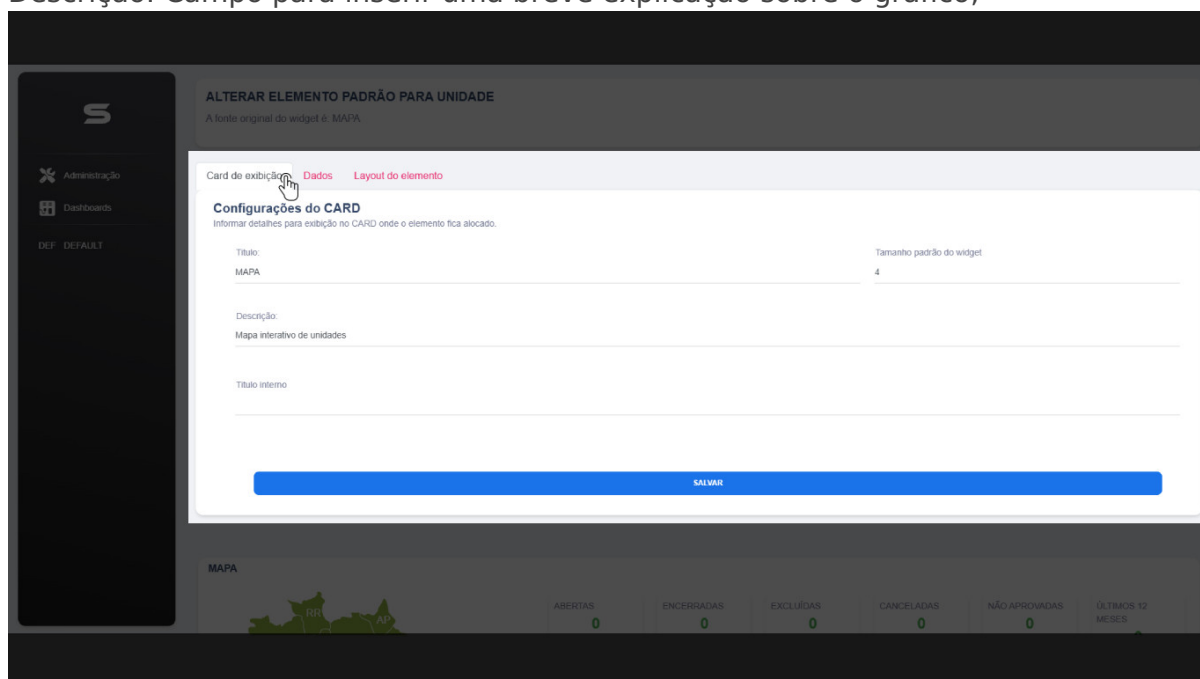 Descrição: Campo para inserir uma breve explicação sobre o gráfico;
S
ALTERAR ELEMENTO PADRÃO PARA UNIDADE
A fonte original do widget é: MAPA
Administração
Dashboards
DEF DEFAULT
Card de exibição Dados Layout do elemento
Configurações do CARD
Informar detalhes para exibição no CARD onde o elemento fica alocado.
Título: Tamanho padrão do widget
MAPA 4
Descrição:
Mapa interativo de unidades
Título interno
SALVAR
MAPA
RR AP
ABERTAS ENCERRADAS EXCLUÍDAS CANCELADAS NÃO APROVADAS ÚLTIMOS 12 MESES
0 0 0 0 0